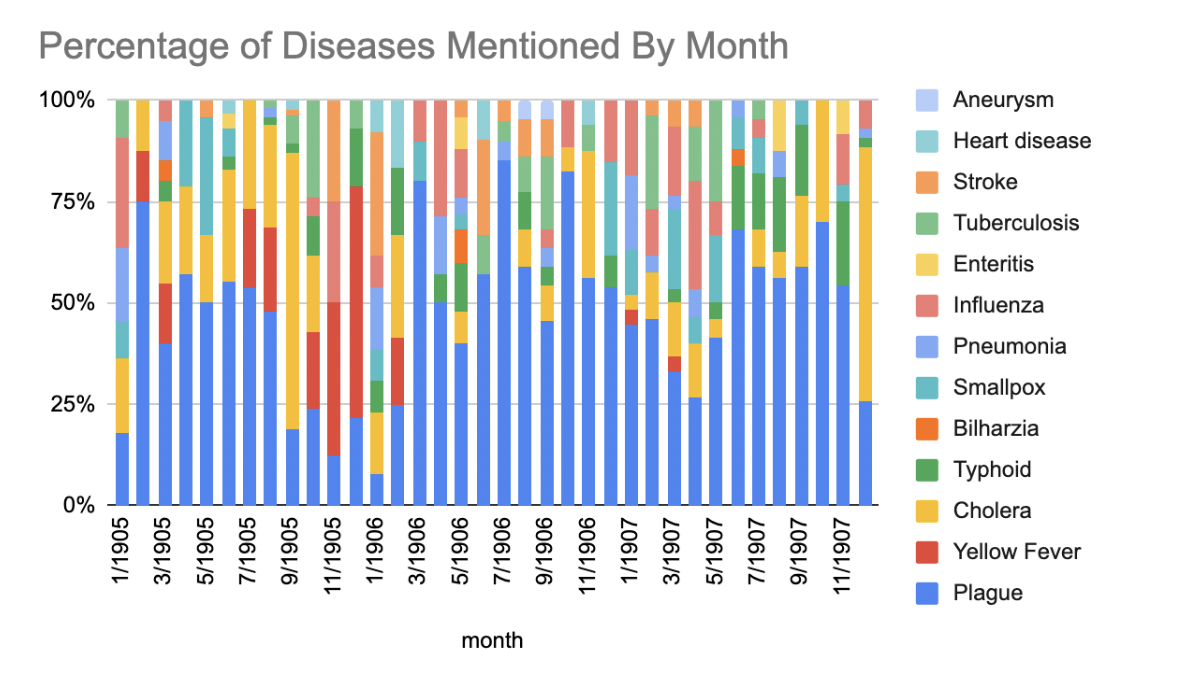 Percentage of Diseases Mentioned By Month
100%
75%
50%
25%
0%
1/1905
3/1905
5/1905
7/1905
9/1905
11/1905
1/1906
3/1906
5/1906
7/1906
9/1906
11/1906
1/1907
3/1907
5/1907
7/1907
9/1907
11/1907
month
Aneurysm
Heart disease
Stroke
Tuberculosis
Enteritis
Influenza
Pneumonia
Smallpox
Bilharzia
Typhoid
Cholera
Yellow Fever
Plague